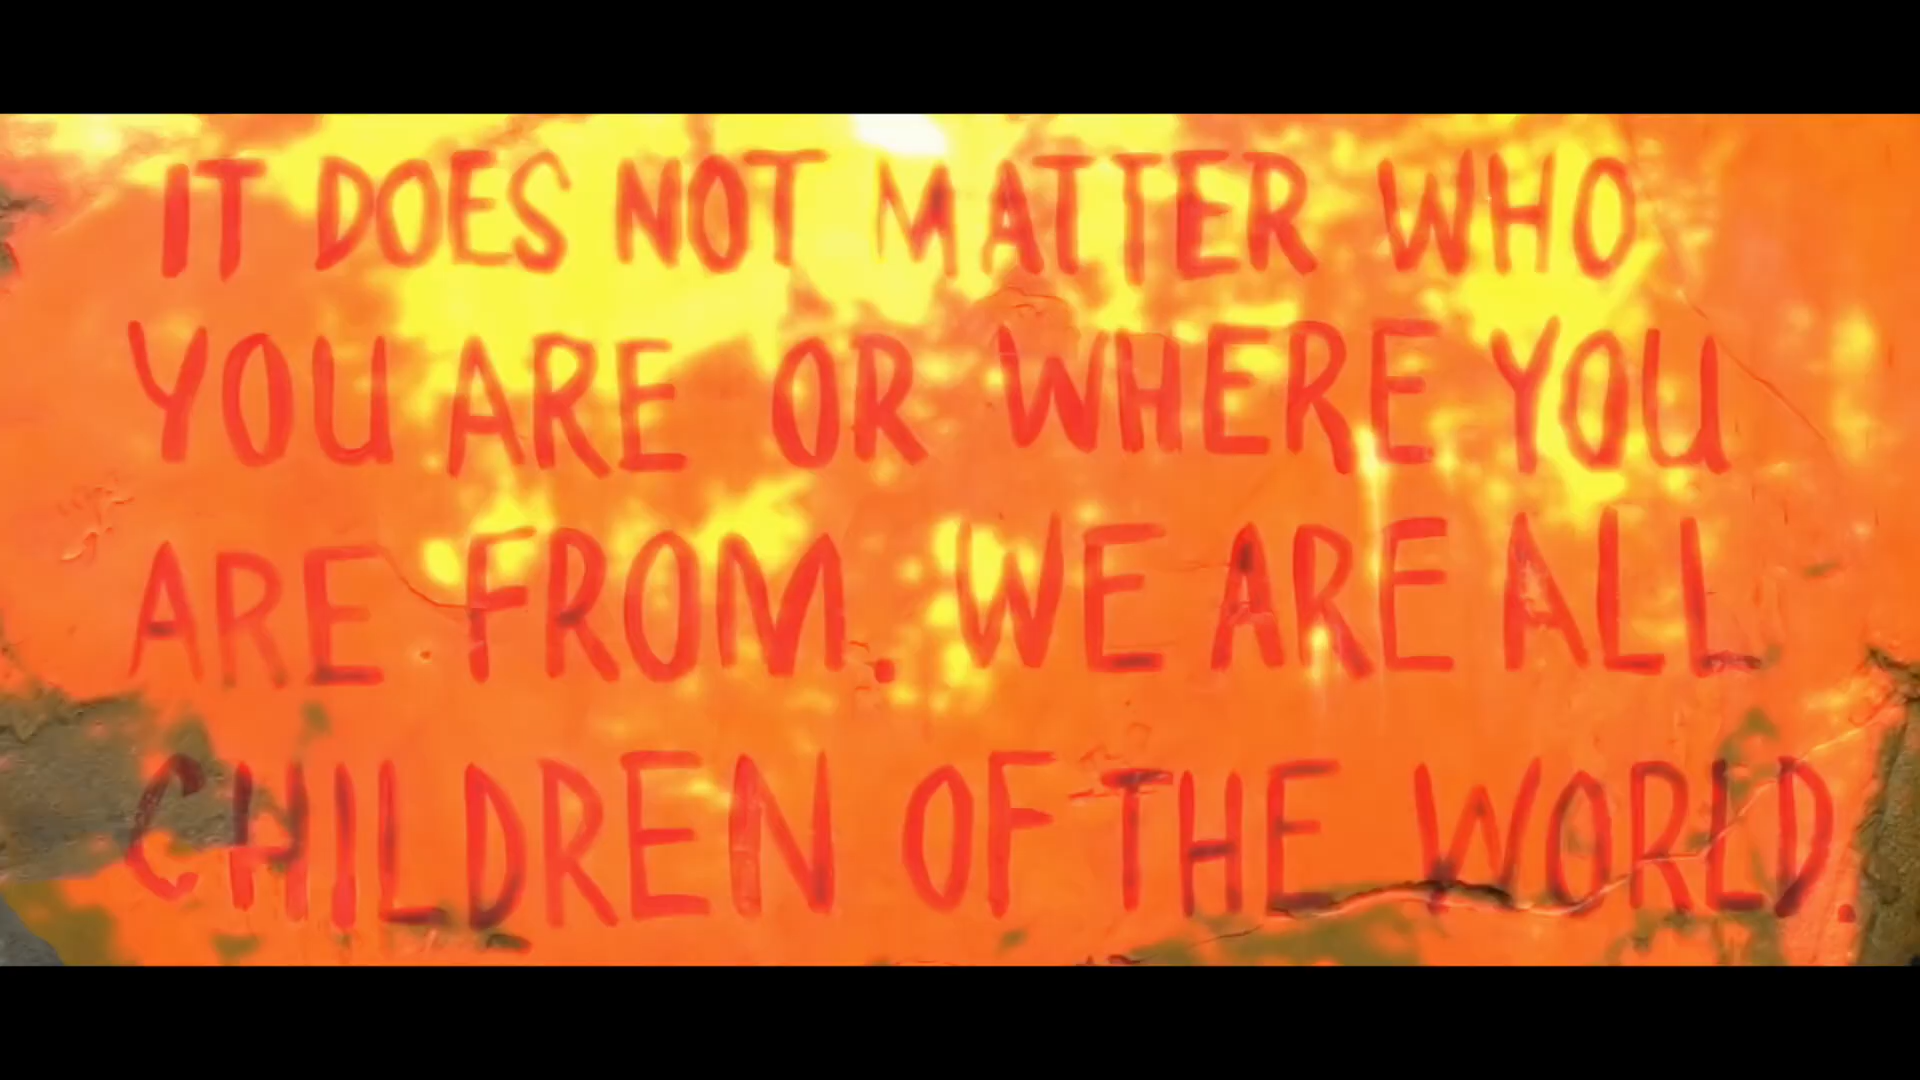 IT DOES NOT MATTER WHO
YOU ARE OR WHERE YOU
ARE FROM. WE ARE ALL
CHILDREN OF THE WORLD.